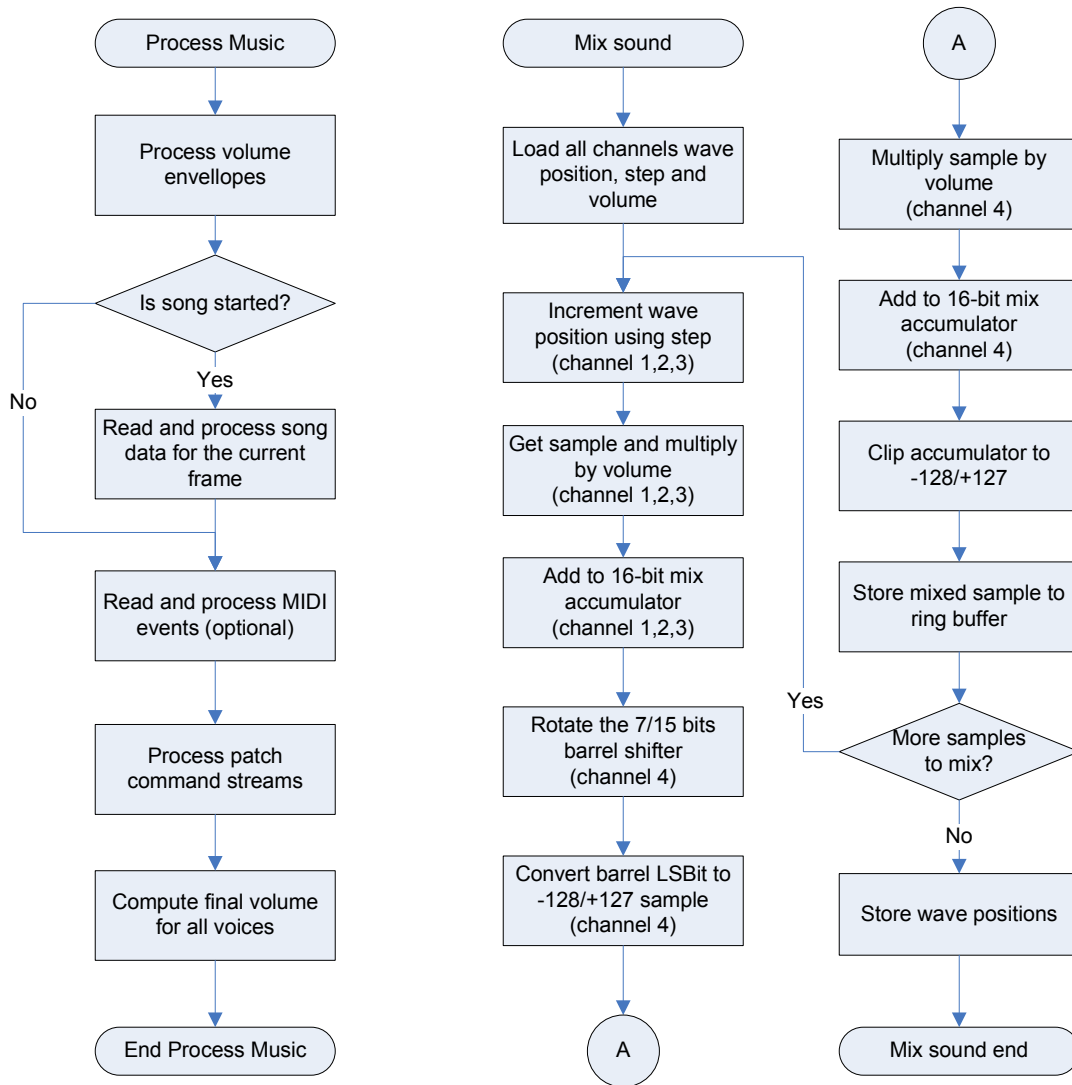 Process Music
Process volume
envellopes
Is song started?
No
Yes
Read and process song
data for the current
frame
Read and process MIDI
events (optional)
Process patch
command streams
Compute final volume
for all voices
End Process Music
Mix sound
Load all channels wave
position, step and
volume
Increment wave
position using step
(channel 1,2,3)
Get sample and multiply
by volume
(channel 1,2,3)
Add to 16-bit mix
accumulator
(channel 1,2,3)
Rotate the 7/15 bits
barrel shifter
(channel 4)
Convert barrel LSBit to
-128/+127 sample
(channel 4)
A
A
Multiply sample by
volume
(channel 4)
Add to 16-bit mix
accumulator
(channel 4)
Clip accumulator to
-128/+127
Store mixed sample to
ring buffer
Yes
More samples
to mix?
No
Store wave positions
Mix sound end